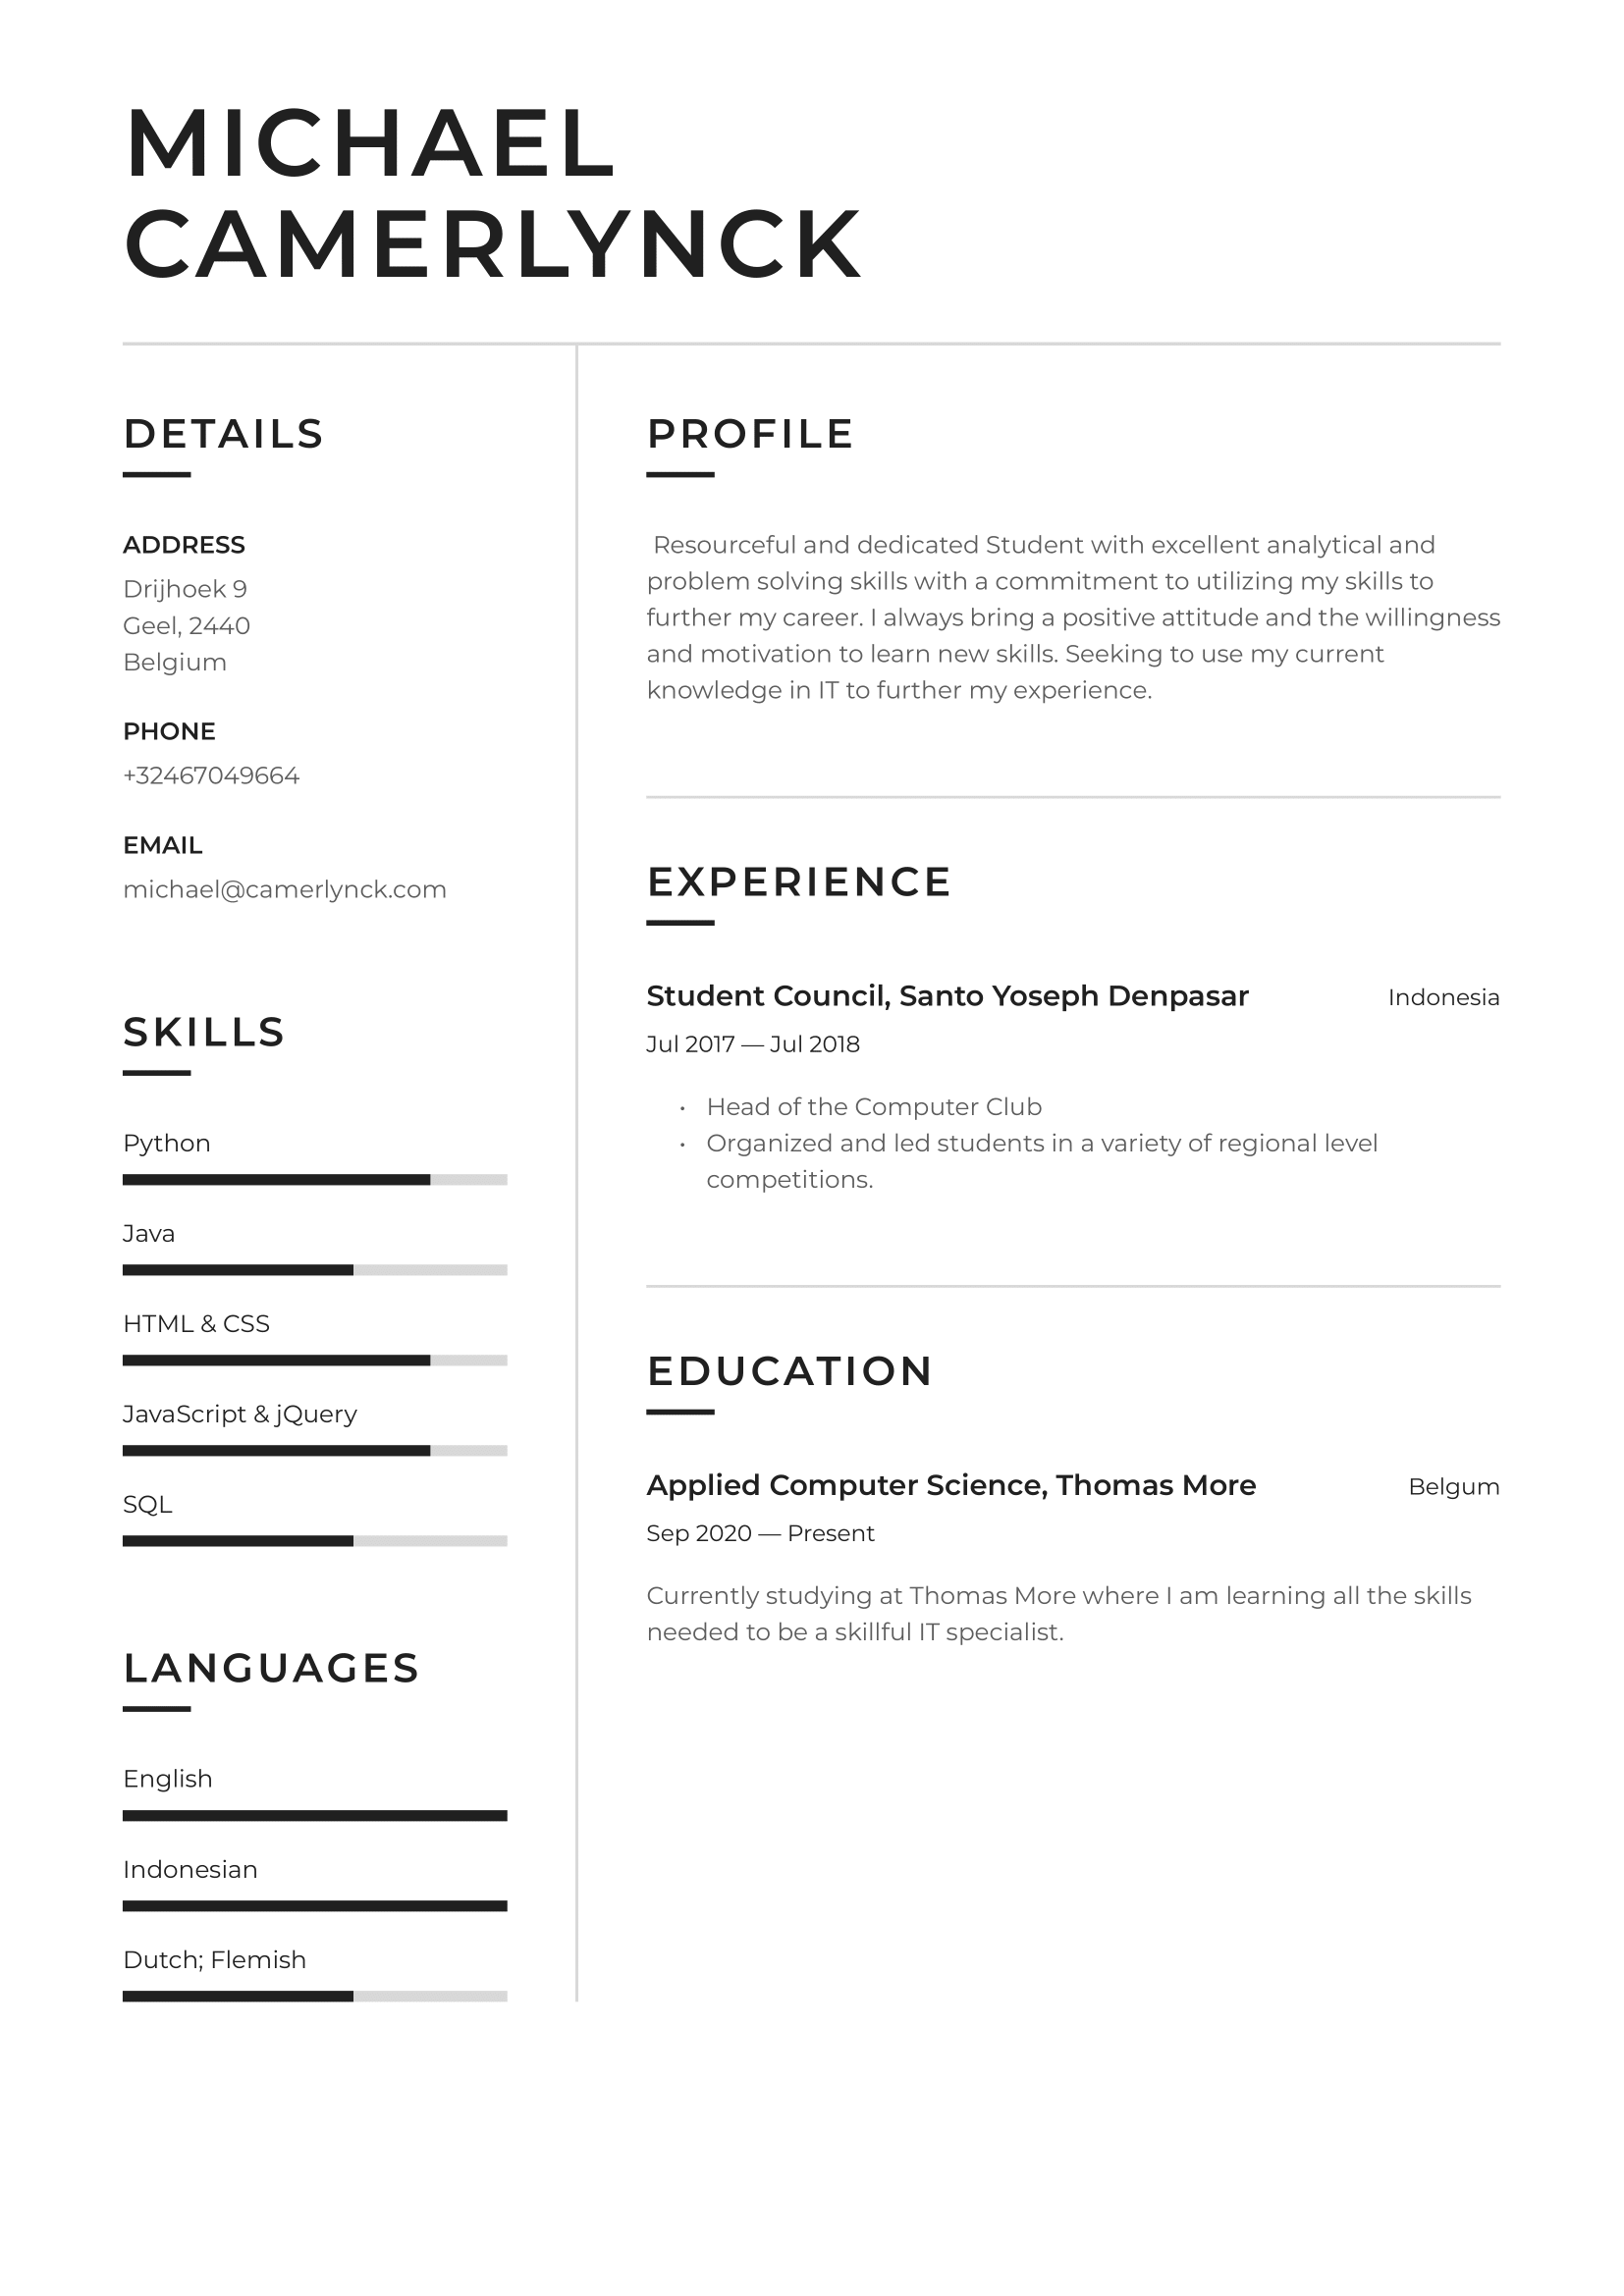 MICHAEL
CAMERLYNCK
DETAILS
ADDRESS
Drijhoek 9
Geel, 2440
Belgium
PHONE
+32467049664
EMAIL
michael@camerlynck.com
SKILLS
Python
Java
HTML & CSS
JavaScript & jQuery
SQL
LANGUAGES
English
Indonesian
Dutch; Flemish
PROFILE
Resourceful and dedicated Student with excellent analytical and
problem solving skills with a commitment to utilizing my skills to
further my career. I always bring a positive attitude and the willingness
and motivation to learn new skills. Seeking to use my current
knowledge in IT to further my experience.
EXPERIENCE
Student Council, Santo Yoseph Denpasar Indonesia
Jul 2017 — Jul 2018
• Head of the Computer Club
• Organized and led students in a variety of regional level
competitions.
EDUCATION
Applied Computer Science, Thomas More Belgum
Sep 2020 — Present
Currently studying at Thomas More where I am learning all the skills
needed to be a skillful IT specialist.